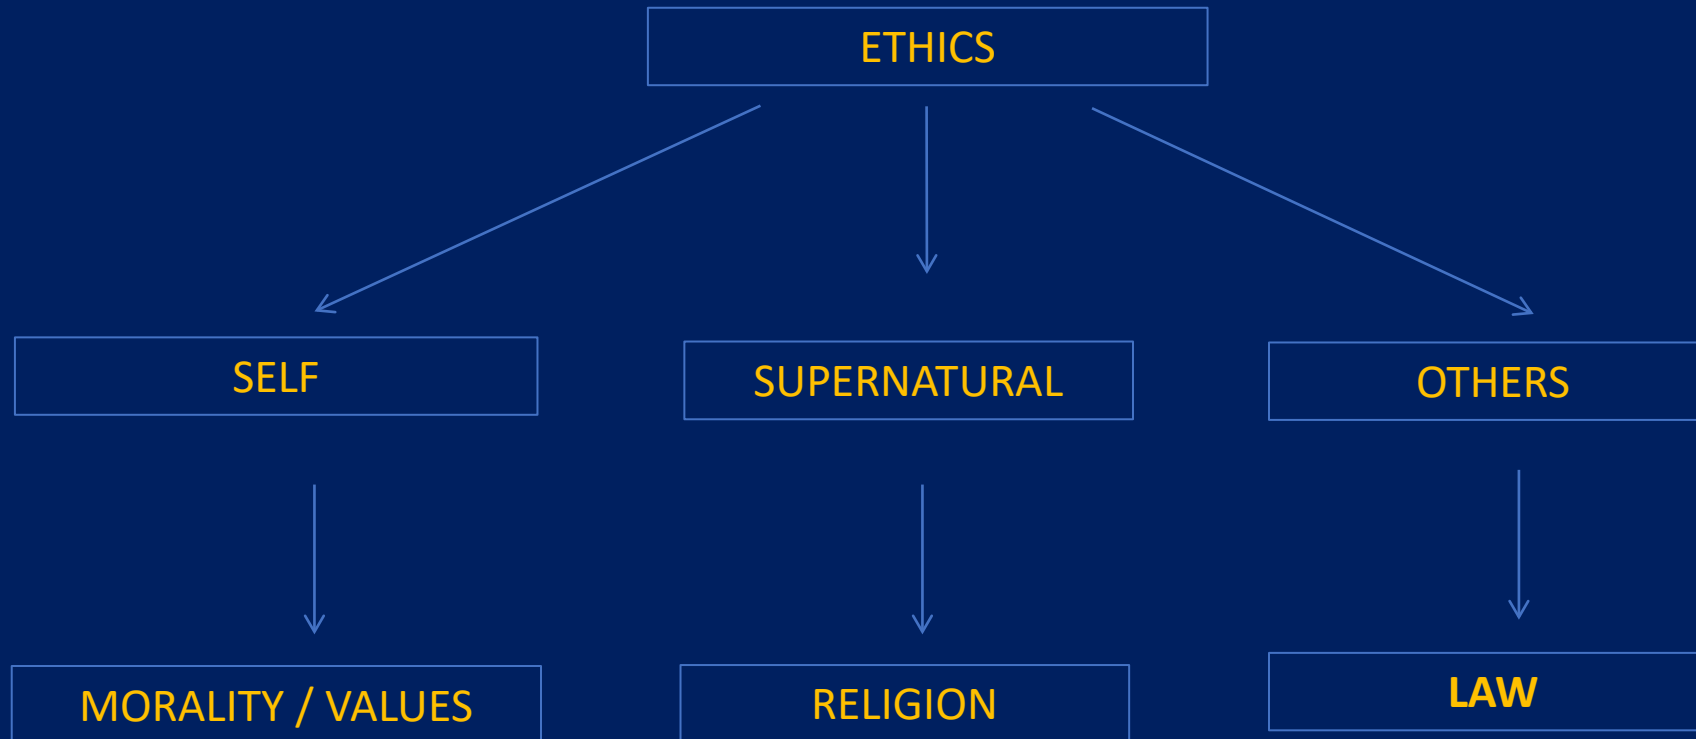 ETHICS
SELF
SUPERNATURAL
OTHERS
MORALITY / VALUES
RELIGION
LAW